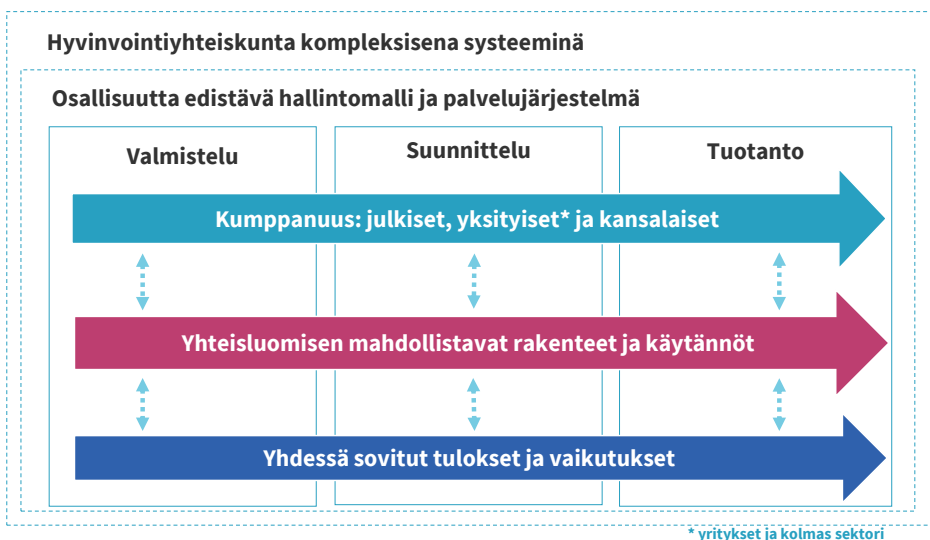 Hyvinvointiyhteiskunta kompleksisena systeeminä
Osallisuutta edistävä hallintomalli ja palvelujärjestelmä
Valmistelu
Suunnittelu
Tuotanto
Kumppanuus: julkiset, yksityiset* ja kansalaiset
Yhteisluomisen mahdollistavat rakenteet ja käytännöt
Yhdessä sovitut tulokset ja vaikutukset
* yritykset ja kolmas sektori